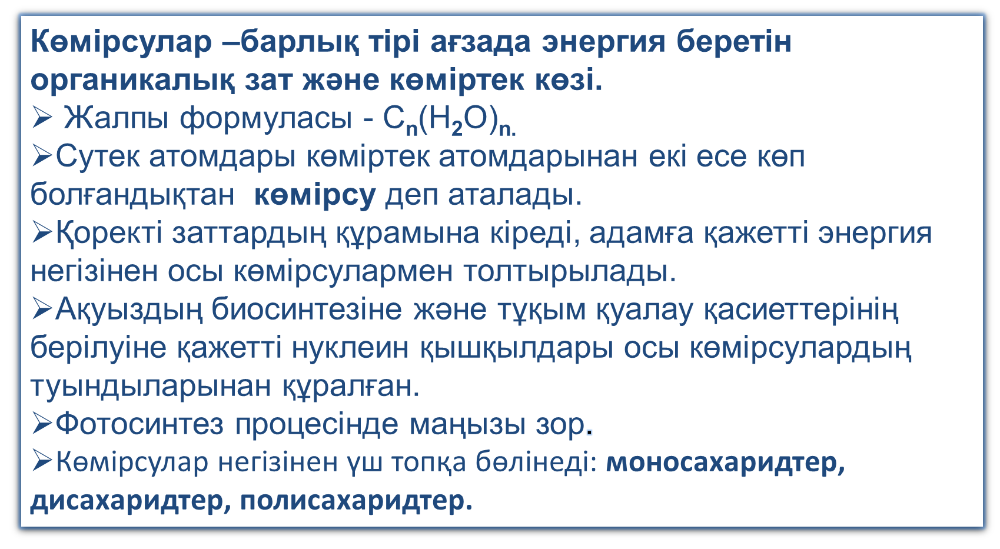 Көмірсулар –барлық тірі ағзада энергия беретін
органикалық зат және көміртек көзі.
➢ Жалпы формуласы - Cn(H2O)n.
➢Сутек атомдары көміртек атомдарынан екі есе көп
болғандықтан  көмірсу деп аталады.
➢Қоректі заттардың құрамына кіреді, адамға қажетті энергия
негізінен осы көмірсулармен толтырылады.
➢Ақуыздың биосинтезіне және тұқым қуалау қасиеттерінің
берілуіне қажетті нуклеин қышқылдары осы көмірсулардың
туындыларынан құралған.
➢Фотосинтез процесінде маңызы зор.
➢Көмірсулар негізінен үш топқа бөлінеді: моносахаридтер,
дисахаридтер, полисахаридтер.